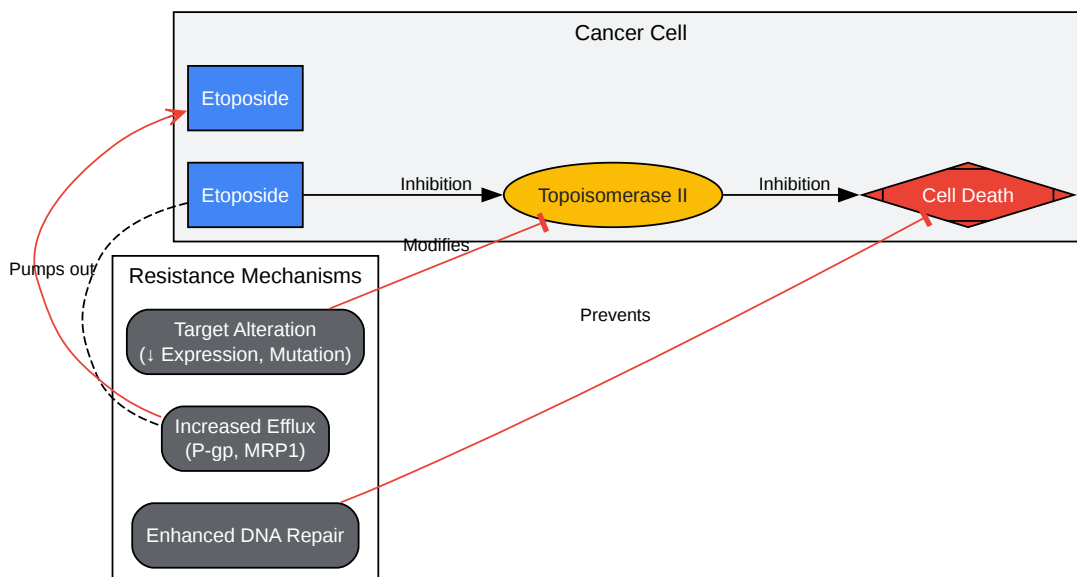 Cancer Cell
Etoposide
Etoposide
Inhibition
Topoisomerase II
Inhibition
Cell Death
Modifies
Pumps out
Resistance Mechanisms
Prevents
Target Alteration
(↓ Expression, Mutation)
Increased Efflux
(P-gp, MRP1)
Enhanced DNA Repair